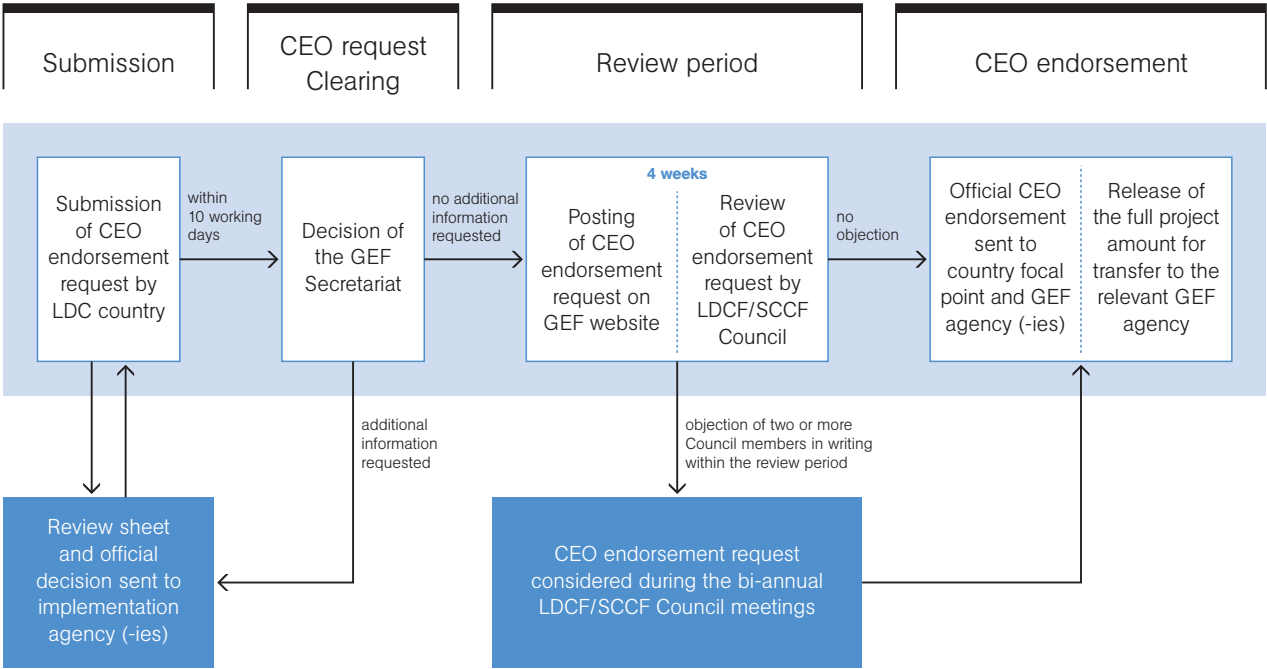 Submission
CEO request
Clearing
Review period
CEO endorsement
Submission
of CEO
endorsement
request by
LDC country
within
10 working
days
Decision of
the GEF
Secretariat
no additional
information
requested
4 weeks
Posting
of CEO
endorsement
request on
GEF website
Review
of CEO
endorsement
request by
LDCF/SCCF
Council
no
objection
Official CEO
endorsement
sent to
country focal
point and GEF
agency (-ies)
Release of
the full project
amount for
transfer to the
relevant GEF
agency
additional
information
requested
objection of two or more
Council members in writing
within the review period
Review sheet
and official
decision sent to
implementation
agency (-ies)
CEO endorsement request
considered during the bi-annual
LDCF/SCCF Council meetings